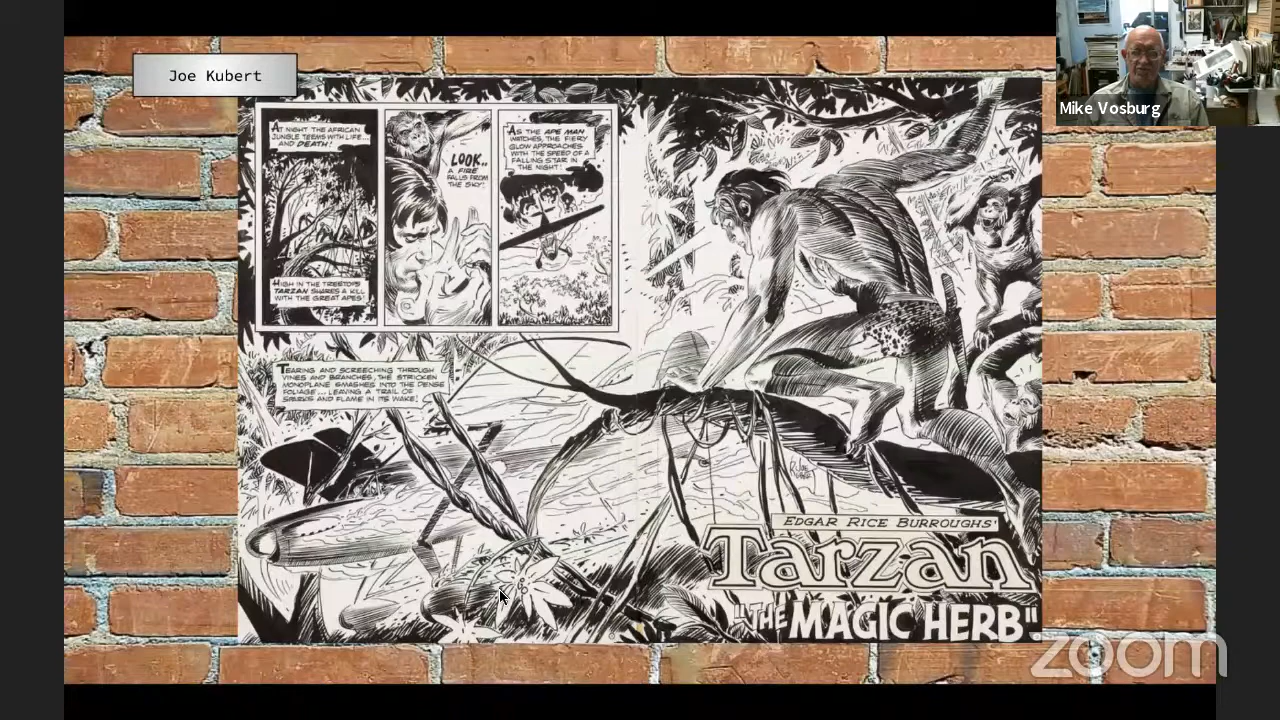 Joe Kubert
Mike Vosburg
AT NIGHT THE AFRICAN
JUNGLE TEEMS WITH LIFE...
AND DEATH!
HIGH IN THE TREETOPS
TARZAN SHARES A KILL
WITH THE GREAT APES!
LOOK..
A FIRE
FALLS FROM
THE SKY!
AS THE APE MAN
WATCHES, THE FIERY
GLOW APPROACHES
WITH THE SPEED OF A
FALLING STAR IN
THE NIGHT!
TEARING AND SCREECHING THROUGH
VINES AND BRANCHES, THE STRICKEN
MONOPLANE SMASHES INTO THE DENSE
FOLIAGE... LEAVING A TRAIL OF
SPARKS AND FLAME IN ITS WAKE!
EDGAR RICE BURROUGHS'
Tarzan
"THE MAGIC HERB"
zoom